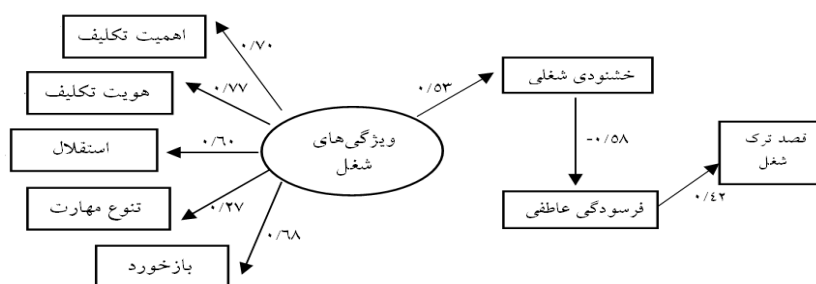 اهمیت تکلیف
۰/۷۰
هویت تکلیف
۰/۷۷
استقلال
۰/۶۰
تنوع مهارت
۰/۲۷
بازخورد
۰/۶۸
ویژگی‌های
شغل
۰/۵۳
خشنودی شغلی
-۰/۵۸
فرسودگی عاطفی
۰/۴۲
قصد ترک
شغل